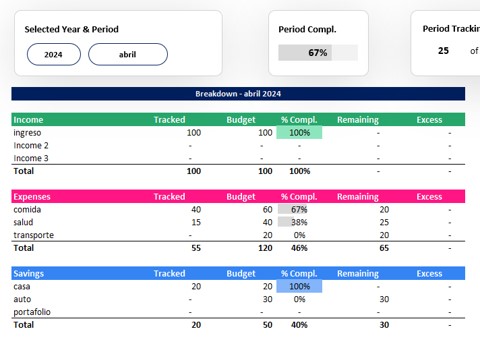 Selected Year & Period
2024 abril
Period Compl.
67%
Period Trackin
25 of
Breakdown - abril 2024
Income Tracked Budget % Compl. Remaining Excess
ingreso 100 100 100% - -
Income 2 - - - - -
Income 3 - - - - -
Total 100 100 100% - -
Expenses Tracked Budget % Compl. Remaining Excess
comida 40 60 67% 20 -
salud 15 40 38% 25 -
transporte - 20 0% 20 -
Total 55 120 46% 65 -
Savings Tracked Budget % Compl. Remaining Excess
casa 20 20 100% - -
auto - 30 0% 30 -
portafolio - - - - -
Total 20 50 40% 30 -